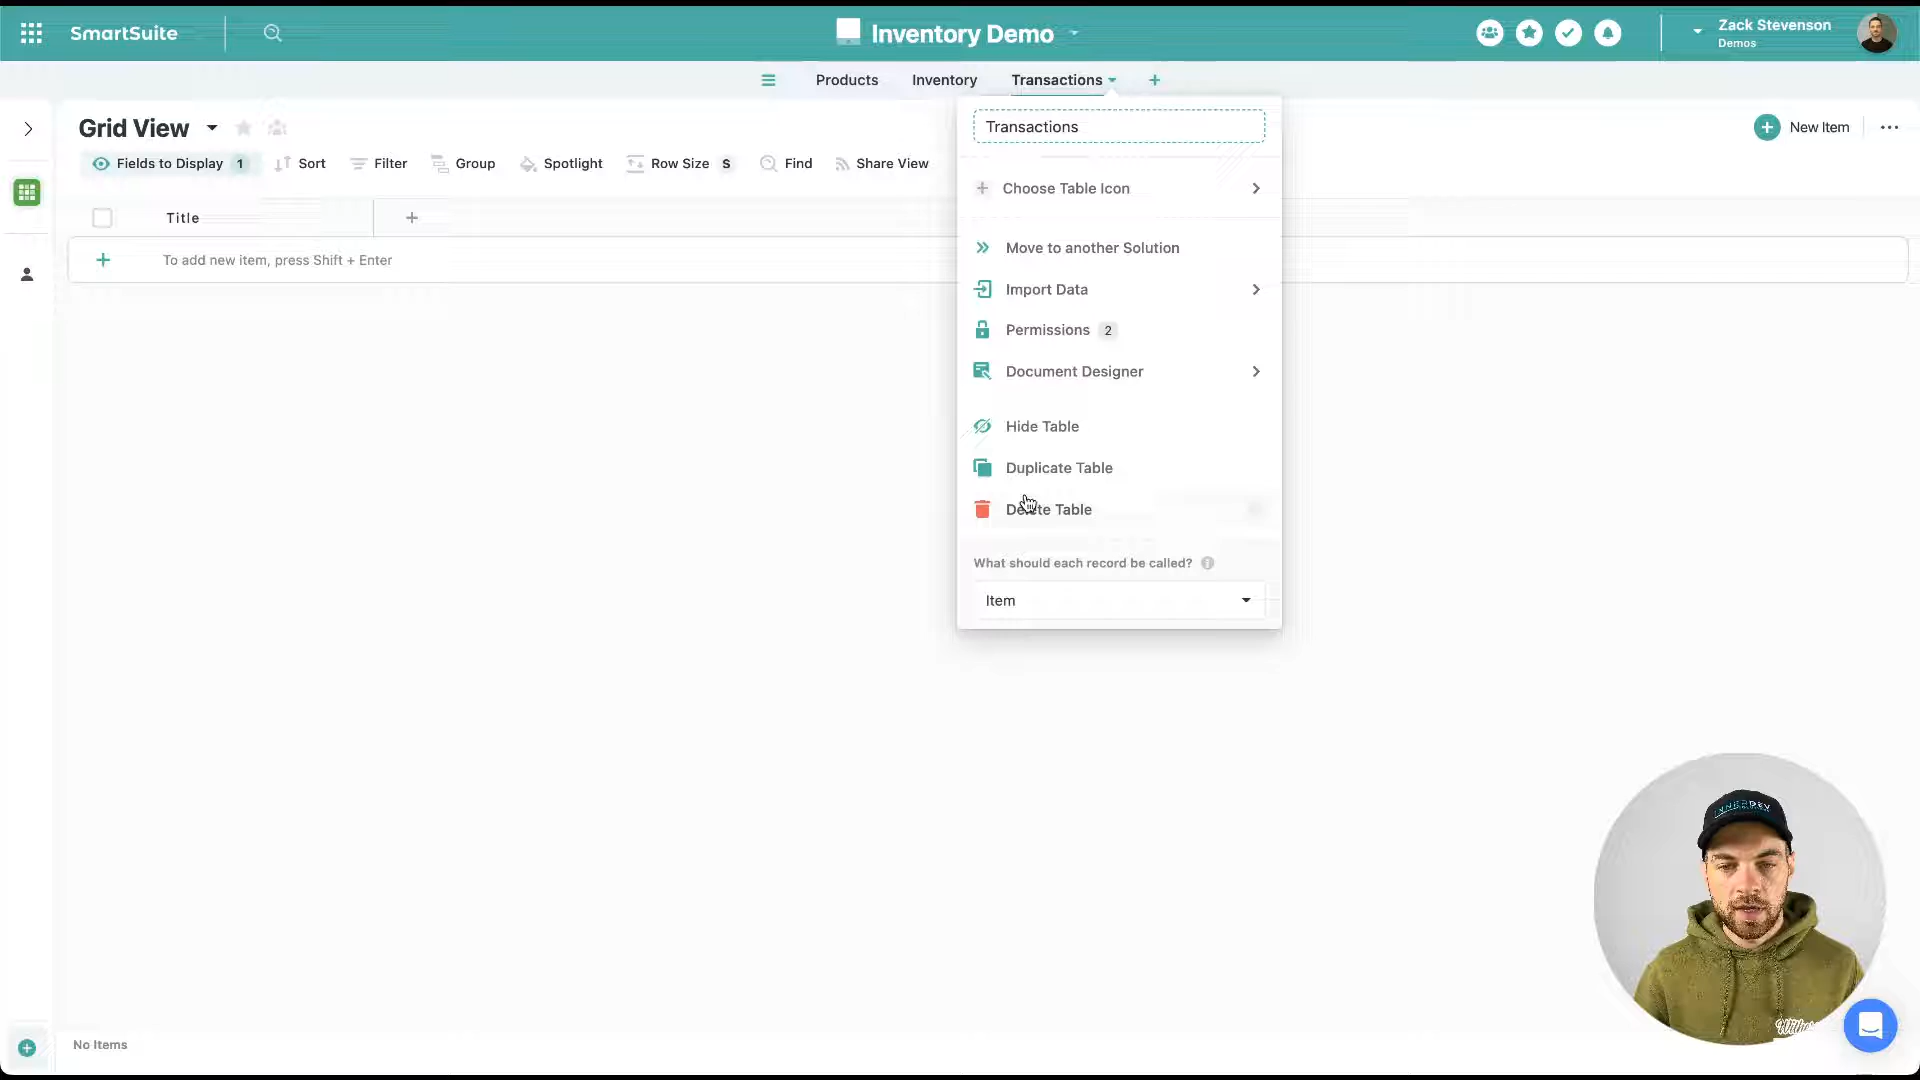 SmartSuite
Inventory Demo
Zack Stevenson
Demos
Products
Inventory
Transactions
Grid View
New Item
Fields to Display 1
Sort
Filter
Group
Spotlight
Row Size S
Find
Share View
Title
To add new item, press Shift + Enter
Transactions
Choose Table Icon
Move to another Solution
Import Data
Permissions 2
Document Designer
Hide Table
Duplicate Table
Delete Table
What should each record be called?
Item
INNERDEV
No Items